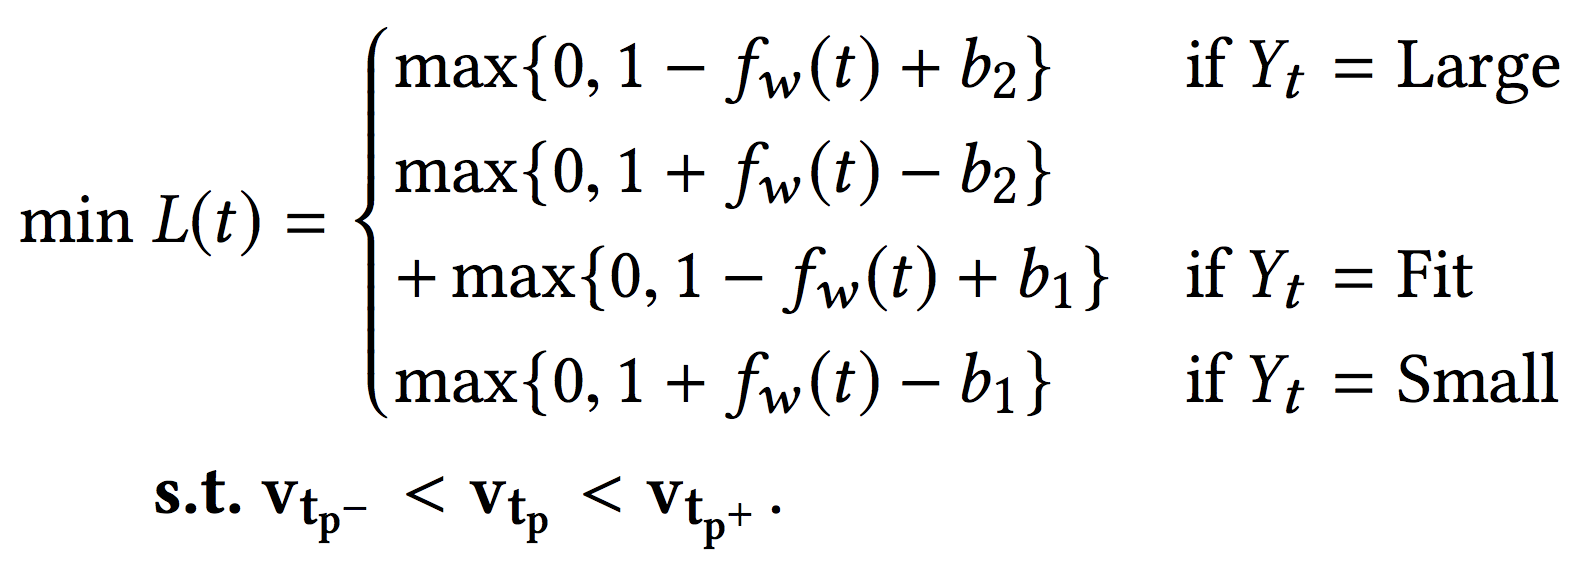 max{0, 1 − f_w(t) + b_2} if Y_t = Large
max{0, 1 + f_w(t) − b_2}
min L(t) = {
+ max{0, 1 − f_w(t) + b_1} if Y_t = Fit
max{0, 1 + f_w(t) − b_1} if Y_t = Small
s.t. v_{t_{p^−}} < v_{t_p} < v_{t_{p^+}}.